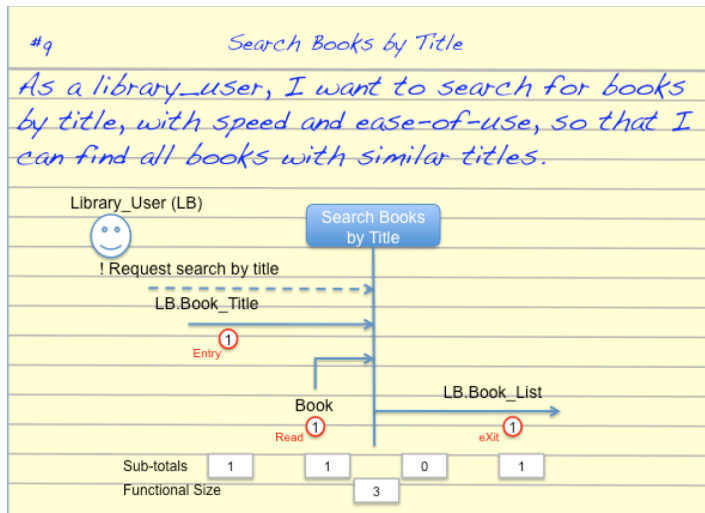 #9 Search Books by Title
As a library_user, I want to search for books
by title, with speed and ease-of-use, so that I
can find all books with similar titles.
Library_User (LB)
Search Books
by Title
! Request search by title
LB.Book_Title
1
Entry
LB.Book_List
Book
1
Read
1
eXit
Sub-totals 1 1 0 1
Functional Size 3